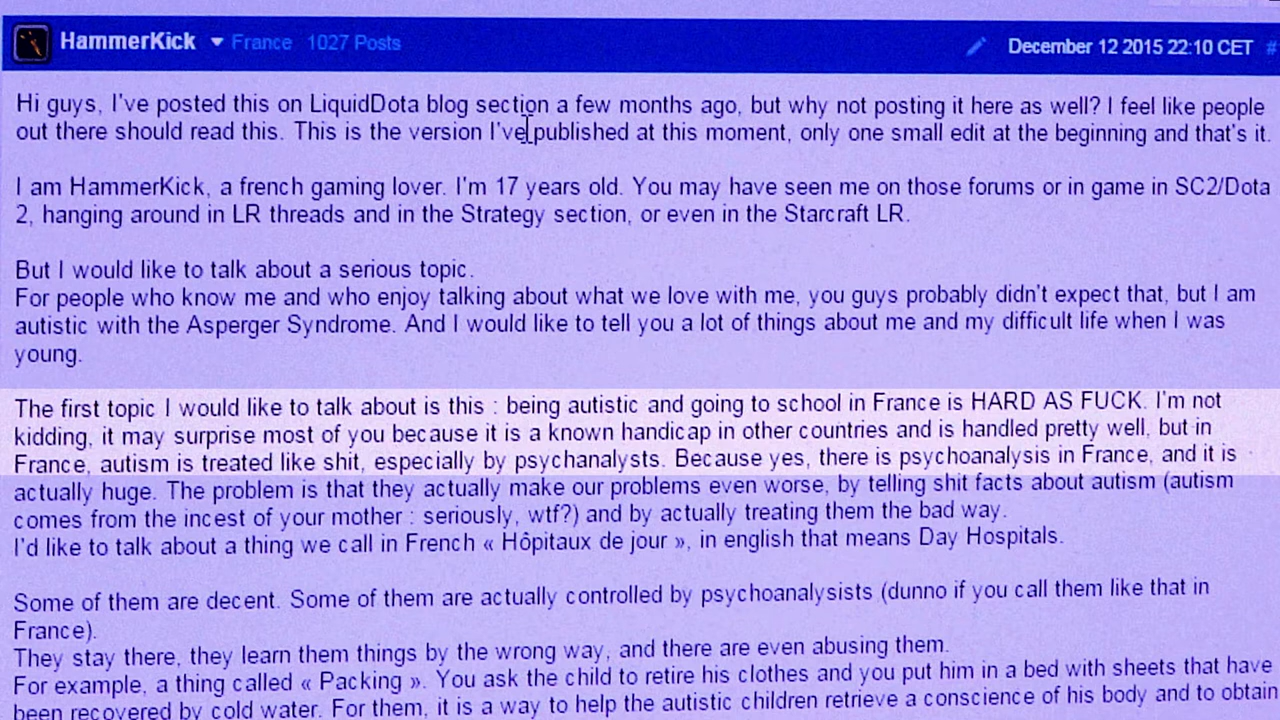 HammerKick France 1027 Posts December 12 2015 22:10 CET #
Hi guys, I've posted this on LiquidDota blog section a few months ago, but why not posting it here as well? I feel like people
out there should read this. This is the version I've published at this moment, only one small edit at the beginning and that's it.
I am HammerKick, a french gaming lover. I'm 17 years old. You may have seen me on those forums or in game in SC2/Dota
2, hanging around in LR threads and in the Strategy section, or even in the Starcraft LR.
But I would like to talk about a serious topic.
For people who know me and who enjoy talking about what we love with me, you guys probably didn't expect that, but I am
autistic with the Asperger Syndrome. And I would like to tell you a lot of things about me and my difficult life when I was
young.
The first topic I would like to talk about is this : being autistic and going to school in France is HARD AS FUCK. I'm not
kidding, it may surprise most of you because it is a known handicap in other countries and is handled pretty well, but in
France, autism is treated like shit, especially by psychanalysts. Because yes, there is psychoanalysis in France, and it is
actually huge. The problem is that they actually make our problems even worse, by telling shit facts about autism (autism
comes from the incest of your mother : seriously, wtf?) and by actually treating them the bad way.
I'd like to talk about a thing we call in French « Hôpitaux de jour », in english that means Day Hospitals.
Some of them are decent. Some of them are actually controlled by psychoanalysists (dunno if you call them like that in
France).
They stay there, they learn them things by the wrong way, and there are even abusing them.
For example, a thing called « Packing ». You ask the child to retire his clothes and you put him in a bed with sheets that have
been recovered by cold water. For them, it is a way to help the autistic children retrieve a conscience of his body and to obtain